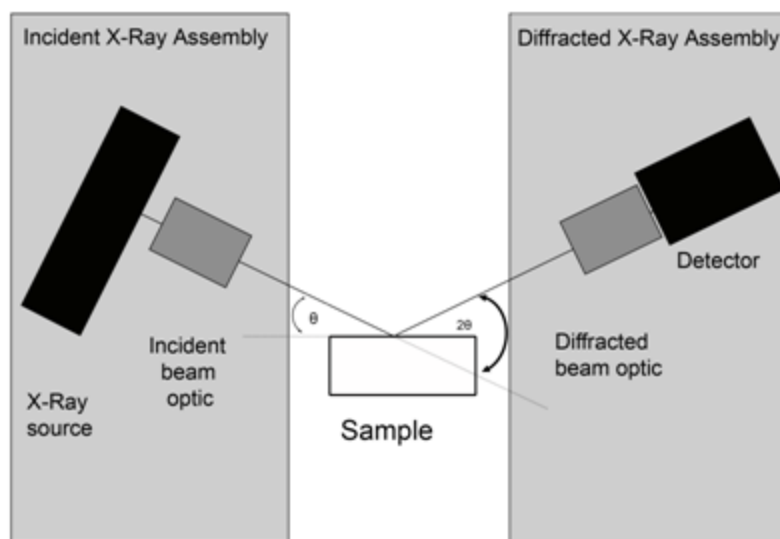 Incident X-Ray Assembly
Diffracted X-Ray Assembly
Detector
θ
2θ
Incident
beam
optic
Diffracted
beam optic
X-Ray
source
Sample